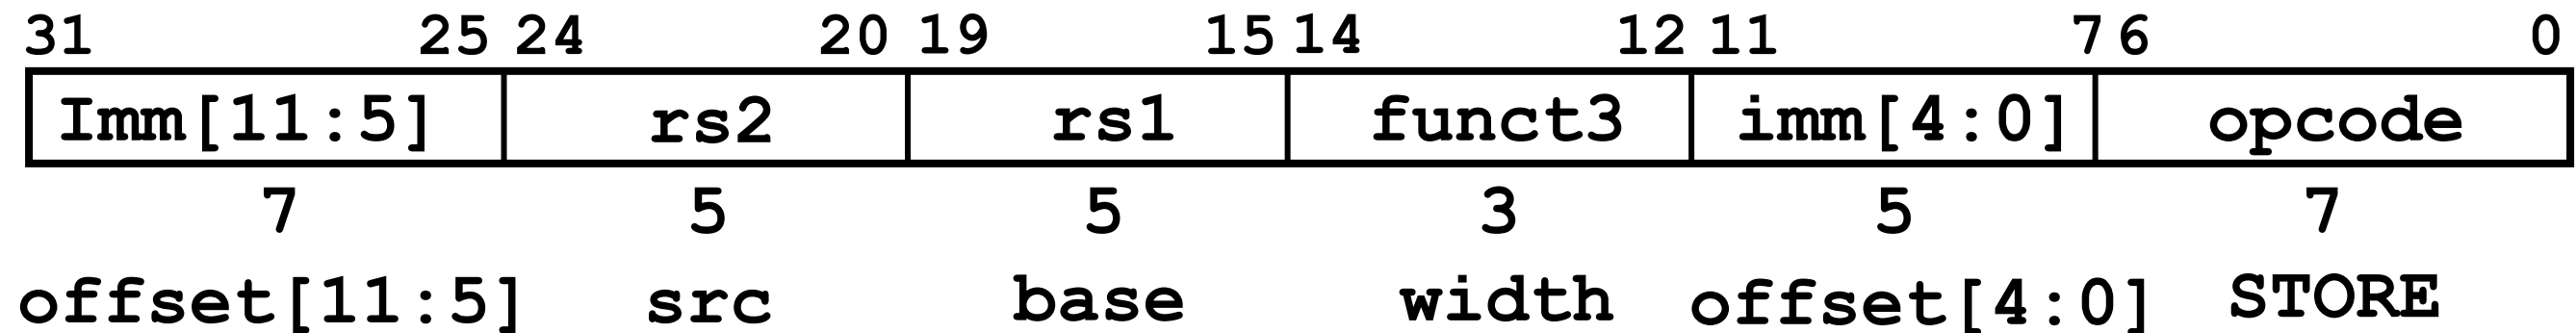 31 25 24 20 19 15 14 12 11 7 6 0
Imm[11:5] rs2 rs1 funct3 imm[4:0] opcode
7 5 5 3 5 7
offset[11:5] src base width offset[4:0] STORE